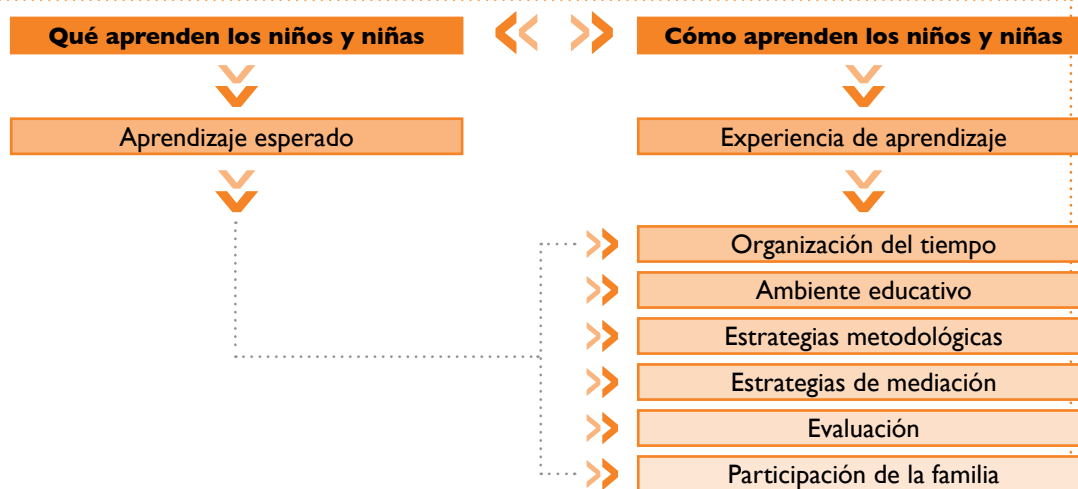 Qué aprenden los niños y niñas
Cómo aprenden los niños y niñas
Aprendizaje esperado
Experiencia de aprendizaje
Organización del tiempo
Ambiente educativo
Estrategias metodológicas
Estrategias de mediación
Evaluación
Participación de la familia